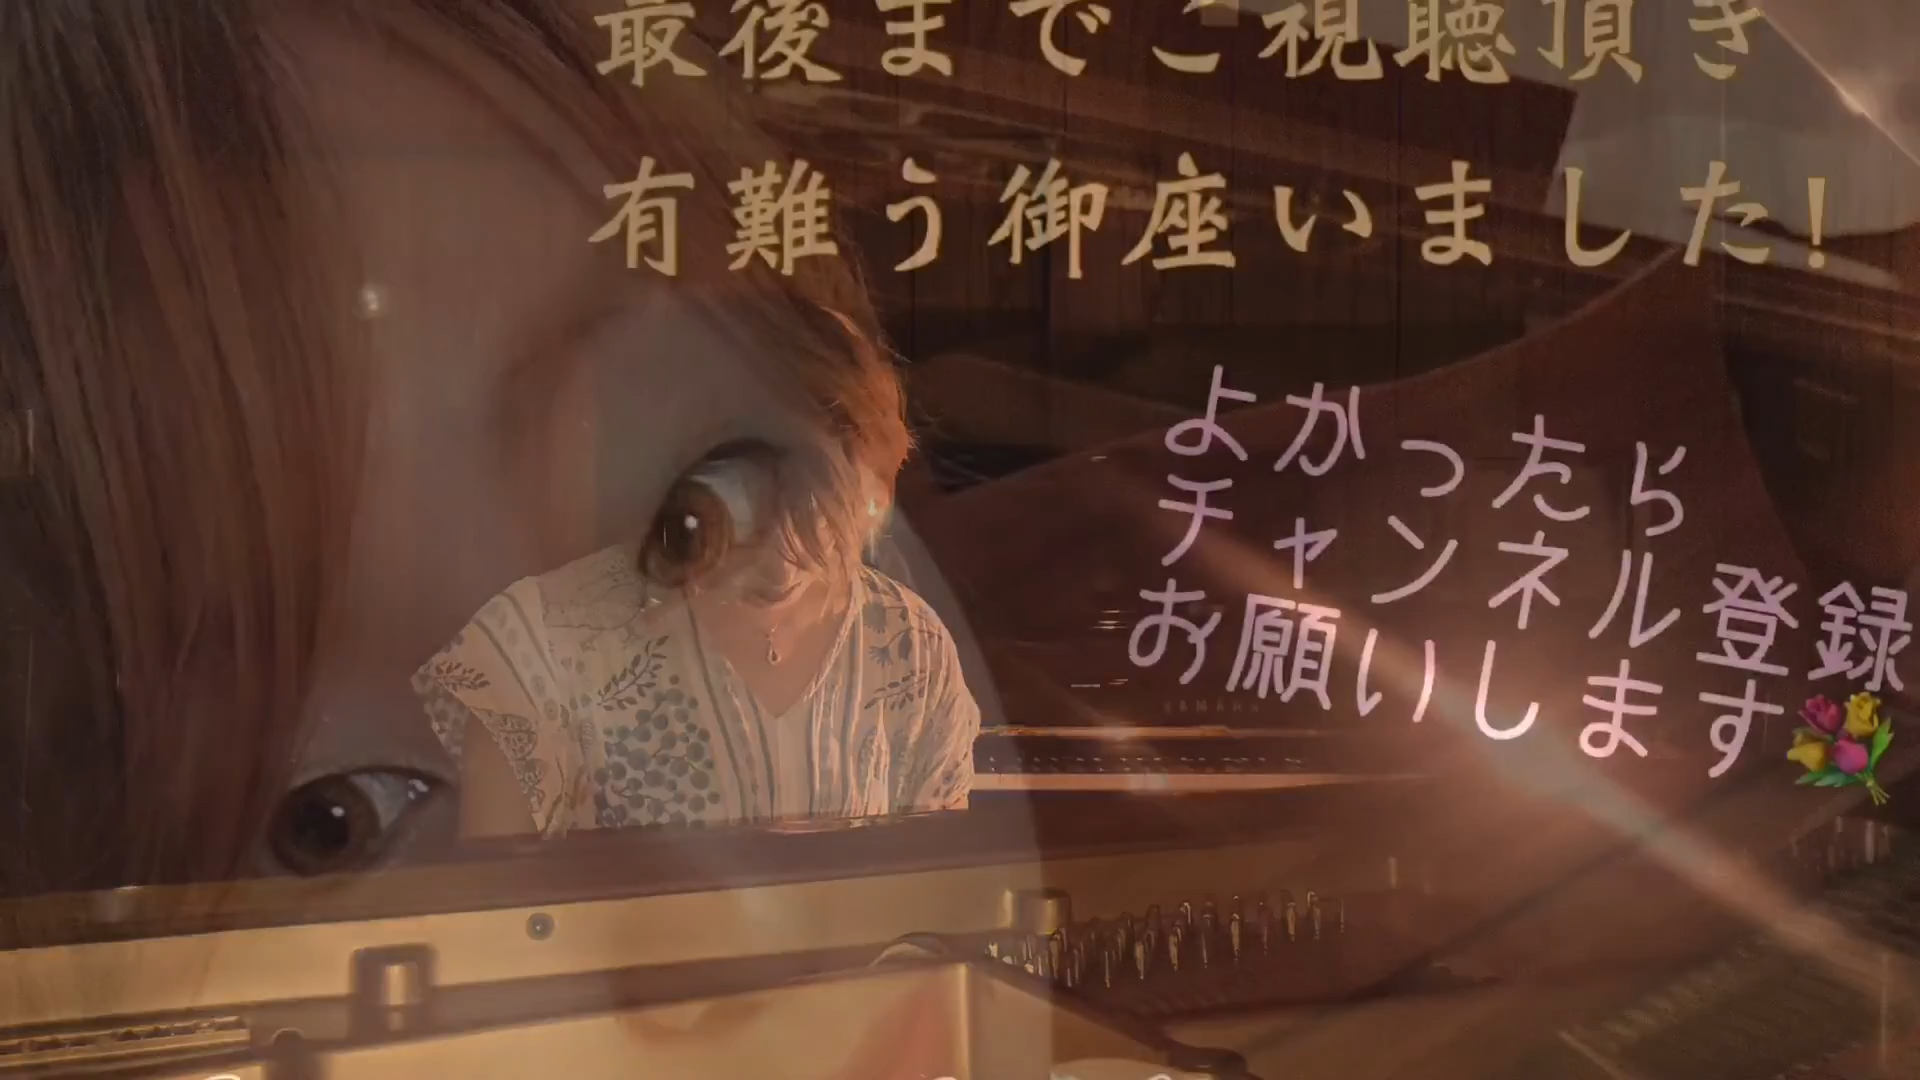 最後までご視聴頂き
有難う御座いました!
よかったら
チャンネル登録
お願いします💐
YAMAHA